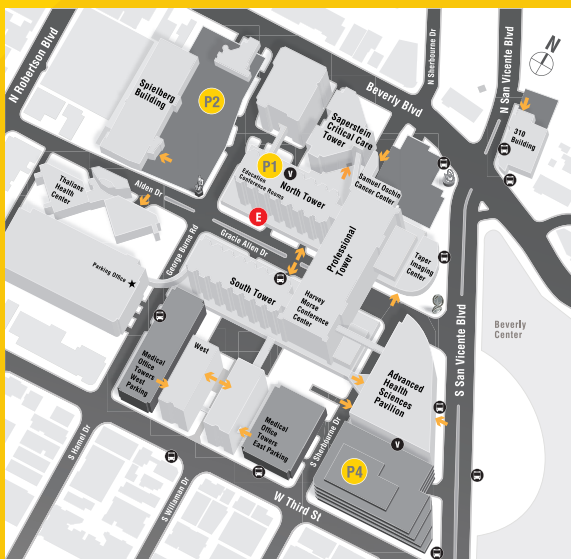 N Robertson Blvd
Beverly Blvd
N Sherbourne Dr
N San Vicente Blvd
N
Spielberg
Building
P2
310
Building
Saperstein
Critical Care
Tower
P1
V
Education
Conference Rooms
North Tower
Samuel Oschin
Cancer Center
Thalians
Health
Center
Alden Dr
E
Gracie Allen Dr
George Burns Rd
Professional
Tower
Taper
Imaging
Center
Parking Office
South Tower
Harvey
Morse
Conference
Center
S San Vicente Blvd
Beverly
Center
West
Medical
Office
Towers
West
Parking
Advanced
Health
Sciences
Pavilion
Medical
Office
Towers
East Parking
S Sherbourne Dr
V
P4
S Hamel Dr
S Willaman Dr
W Third St